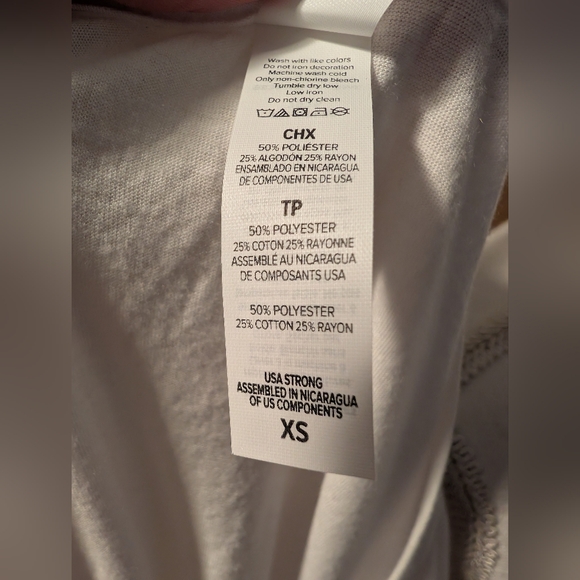 Wash with like colors
Do not iron decoration
Machine wash cold
Only non-chlorine bleach
Tumble dry low
Low iron
Do not dry clean
CHX
50% POLIÉSTER
25% ALGODÓN 25% RAYON
ENSAMBLADO EN NICARAGUA
DE COMPONENTES DE USA
TP
50% POLYESTER
25% COTON 25% RAYONNE
ASSEMBLÉ AU NICARAGUA
DE COMPOSANTS USA
50% POLYESTER
25% COTTON 25% RAYON
USA STRONG
ASSEMBLED IN NICARAGUA
OF US COMPONENTS
XS